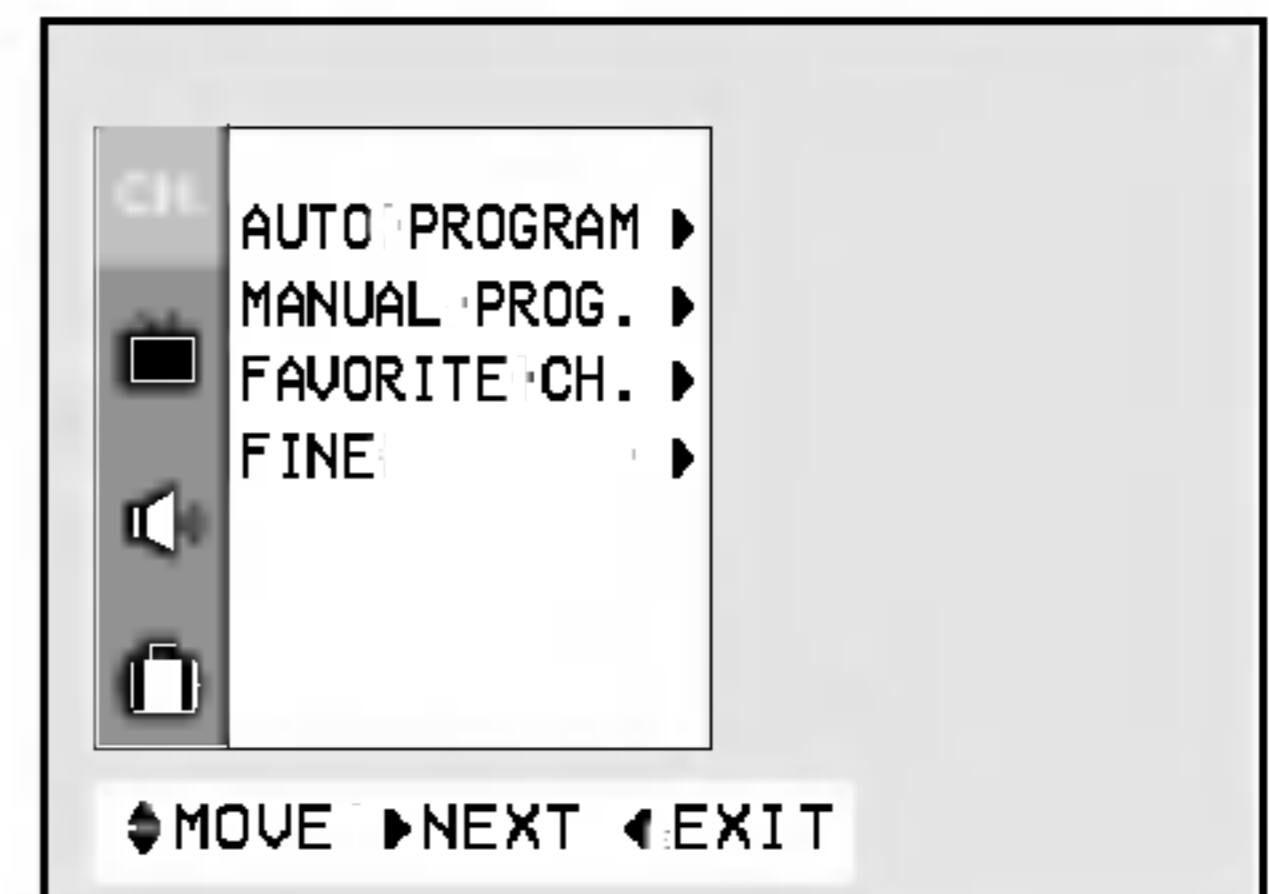 CH.
AUTO PROGRAM
MANUAL PROG.
FAVORITE CH.
FINE
MOVE NEXT EXIT